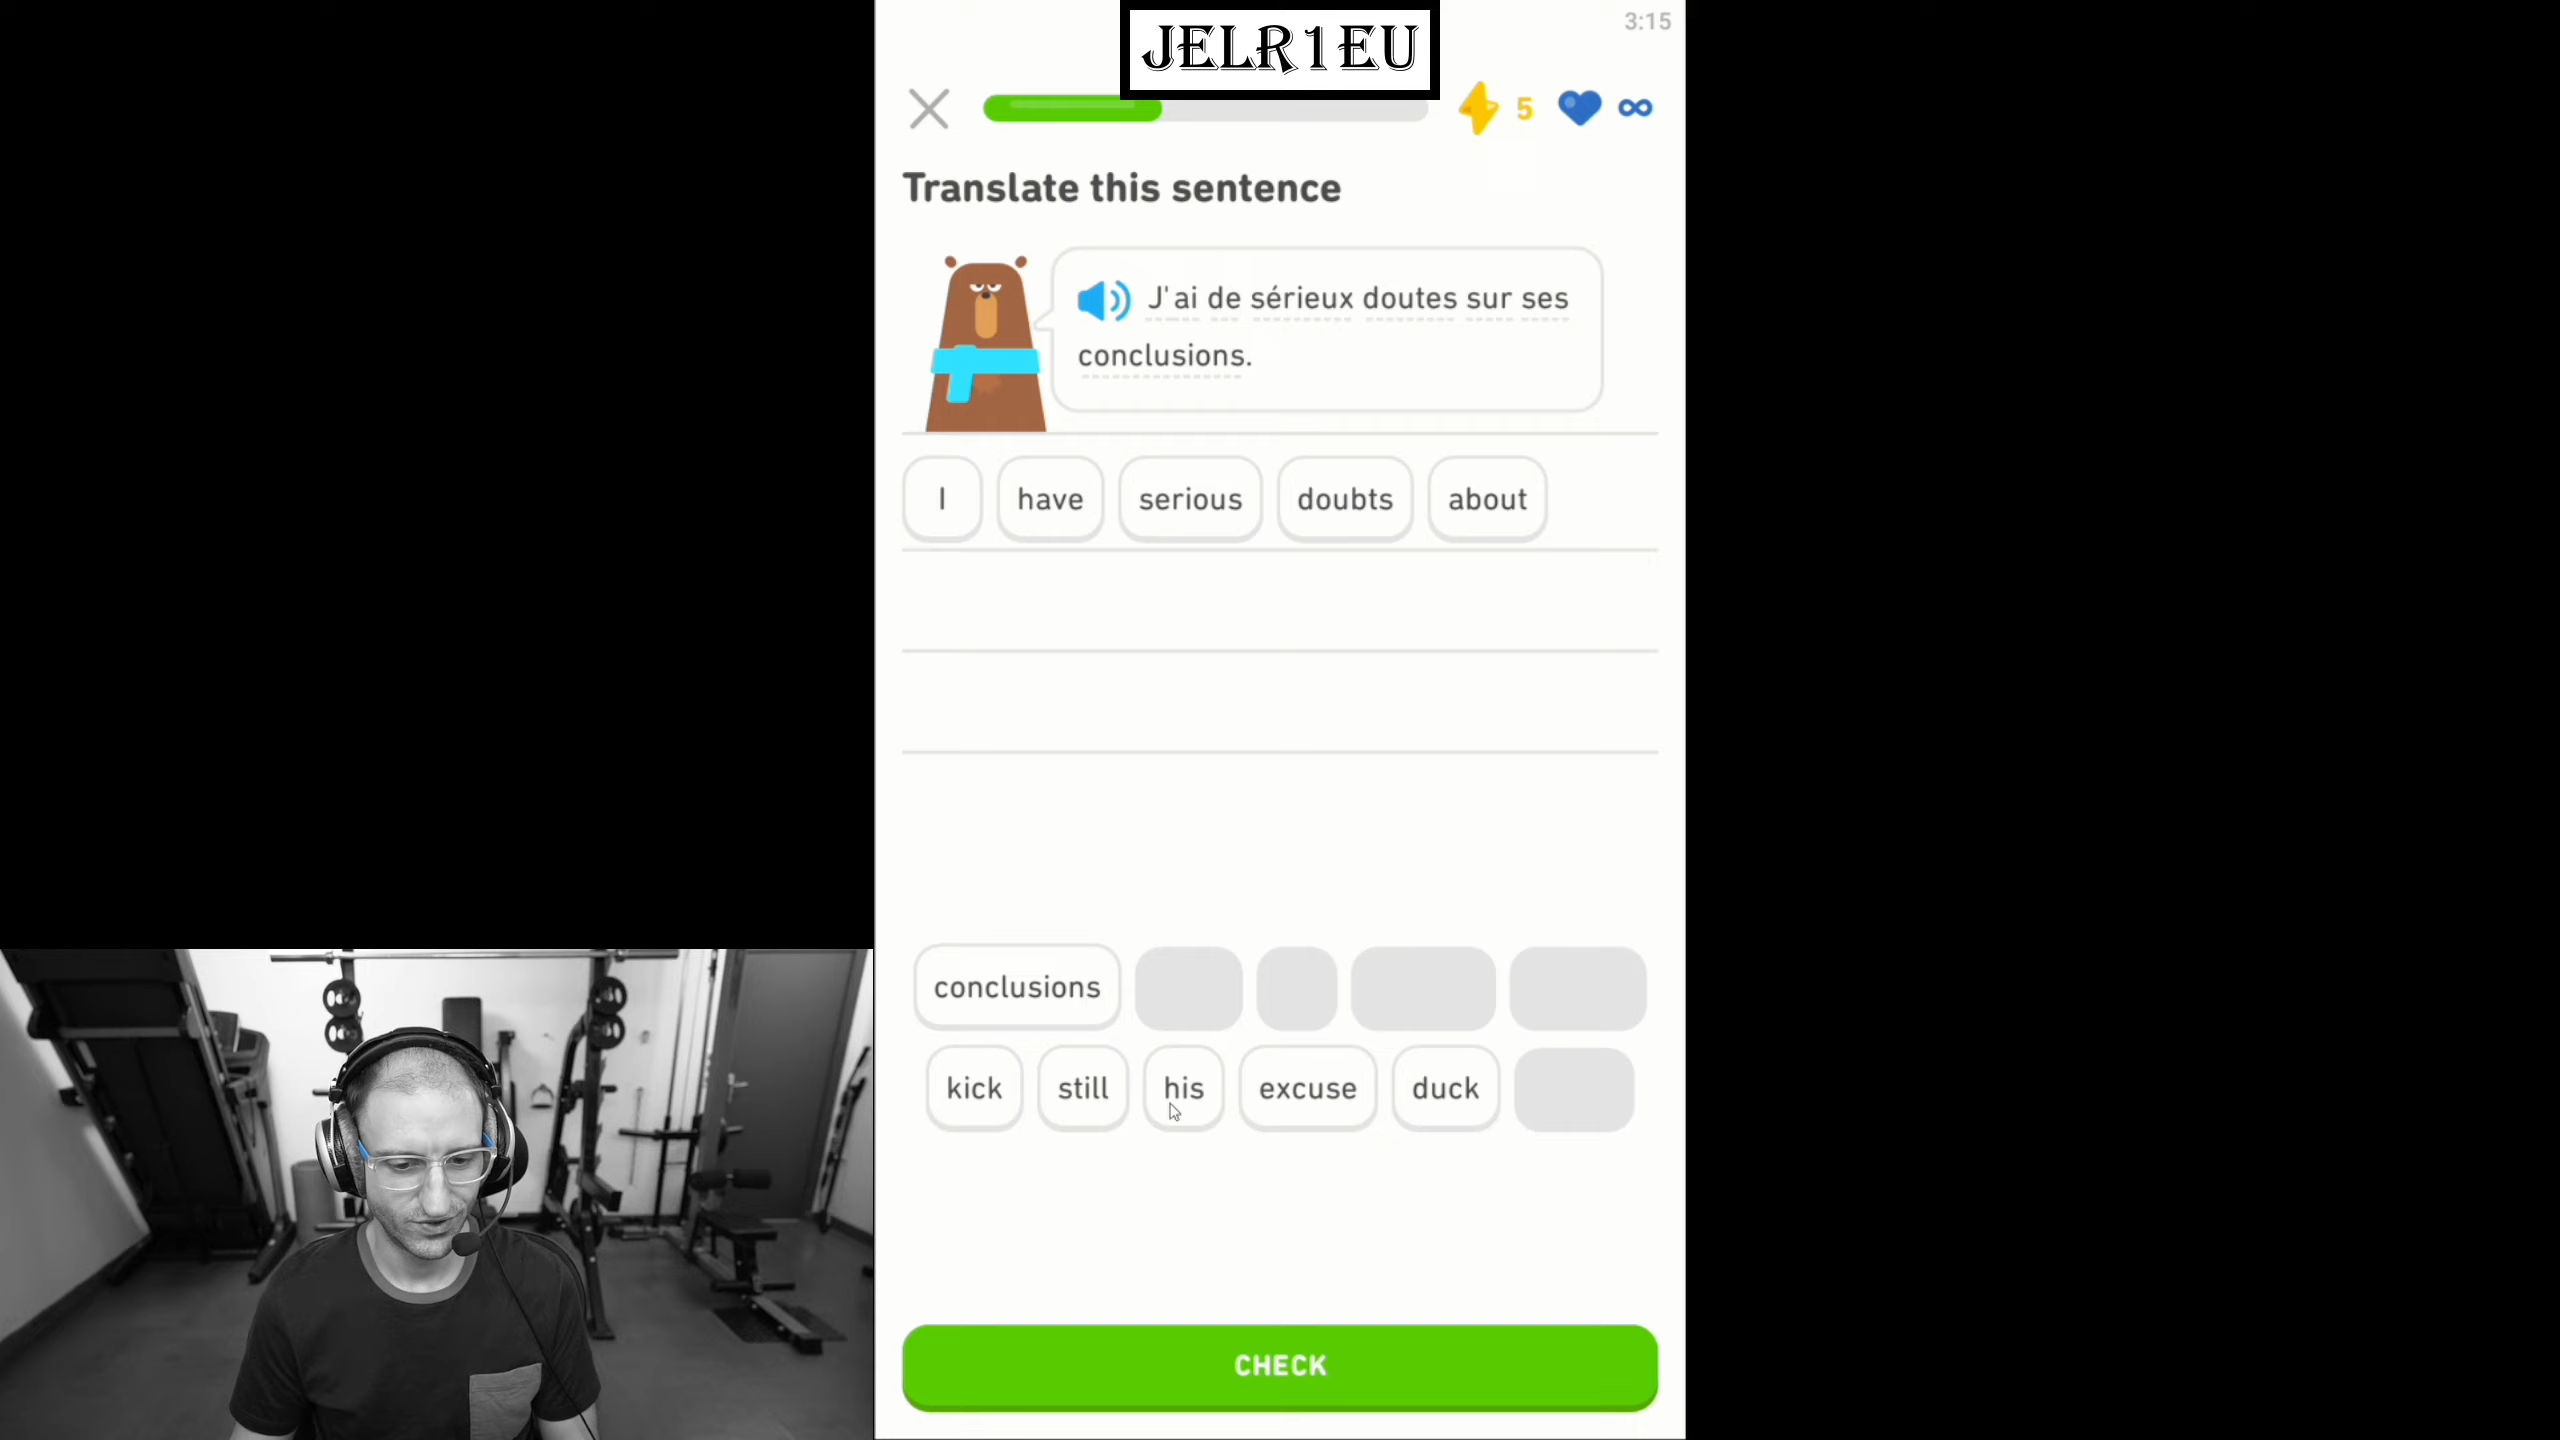 JELR1EU
3:15
5
Translate this sentence
J'ai de sérieux doutes sur ses
conclusions.
I have serious doubts about
conclusions
kick still his excuse duck
CHECK